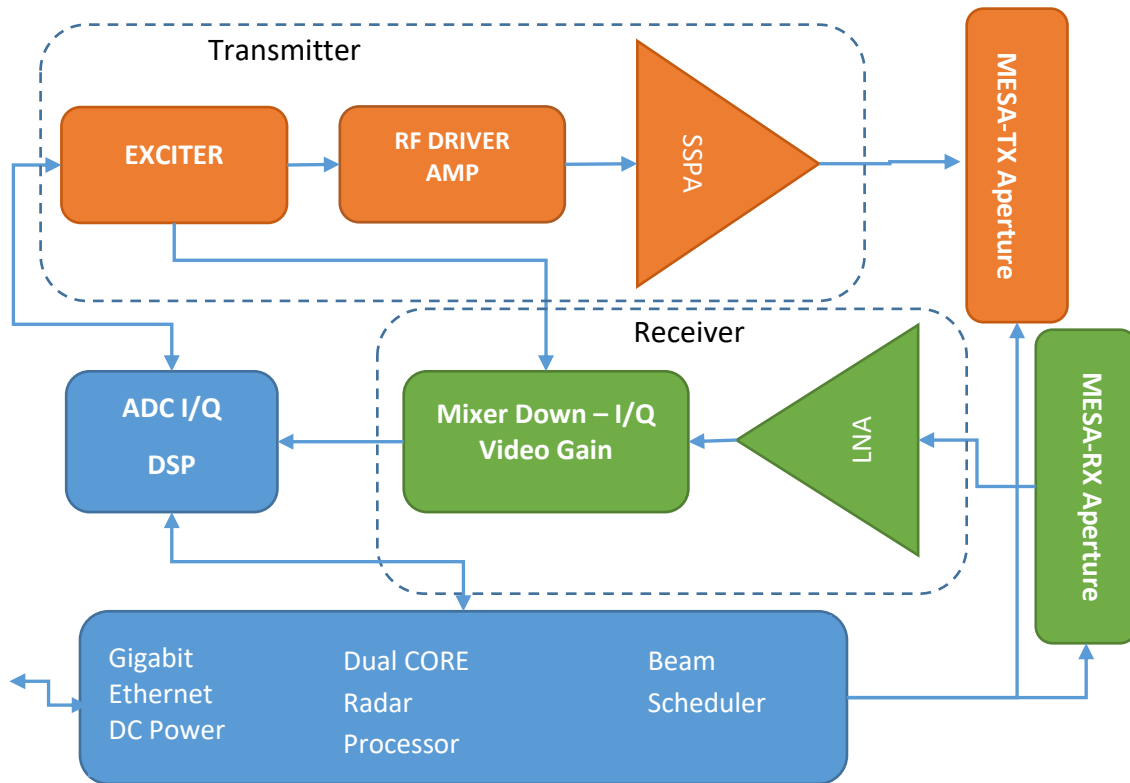 Transmitter
EXCITER
RF DRIVER
AMP
SSPA
MESA-TX Aperture
Receiver
ADC I/Q
DSP
Mixer Down – I/Q
Video Gain
LNA
MESA-RX Aperture
Gigabit
Ethernet
DC Power
Dual CORE
Radar
Processor
Beam
Scheduler